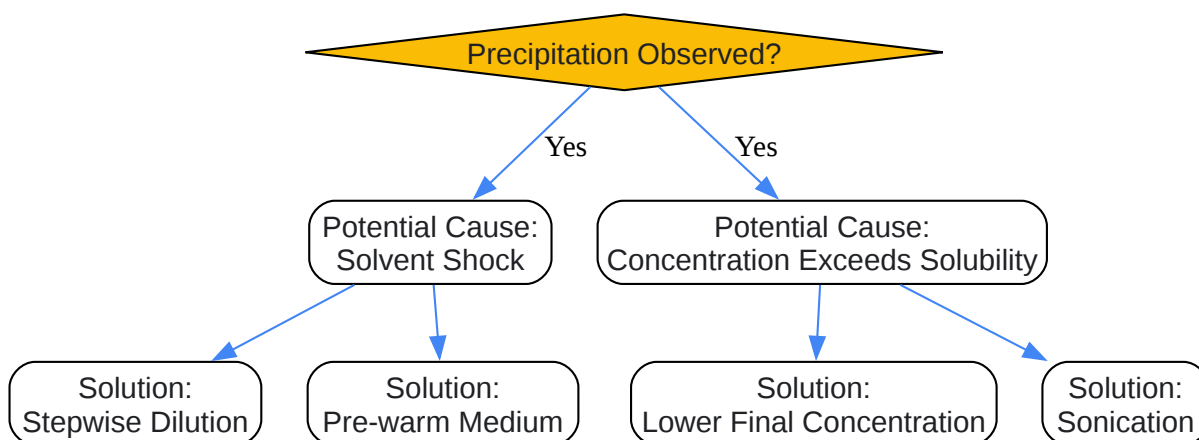 Precipitation Observed?
Yes
Yes
Potential Cause:
Solvent Shock
Potential Cause:
Concentration Exceeds Solubility
Solution:
Stepwise Dilution
Solution:
Pre-warm Medium
Solution:
Lower Final Concentration
Solution:
Sonication